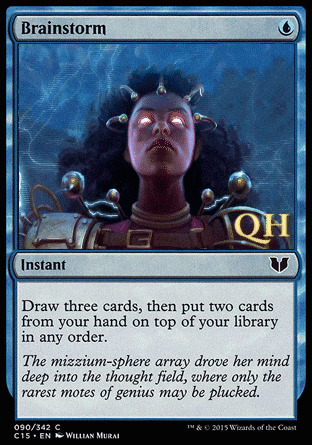 Brainstorm
QH
Instant
Draw three cards, then put two cards
from your hand on top of your library
in any order.
The mizzium-sphere array drove her mind
deep into the thought field, where only the
rarest motes of genius may be plucked.
090/342 C
C15 • EN Willian Murai
™ & © 2015 Wizards of the Coast